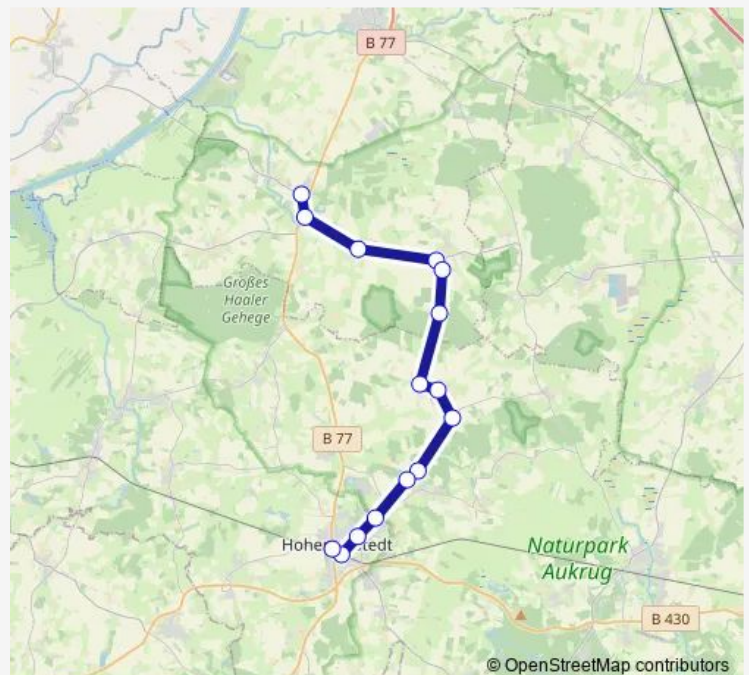 B 77
Großes
Haaler
Gehege
B 77
Naturpark
Aukrug
B 430
© OpenStreetMap contributors